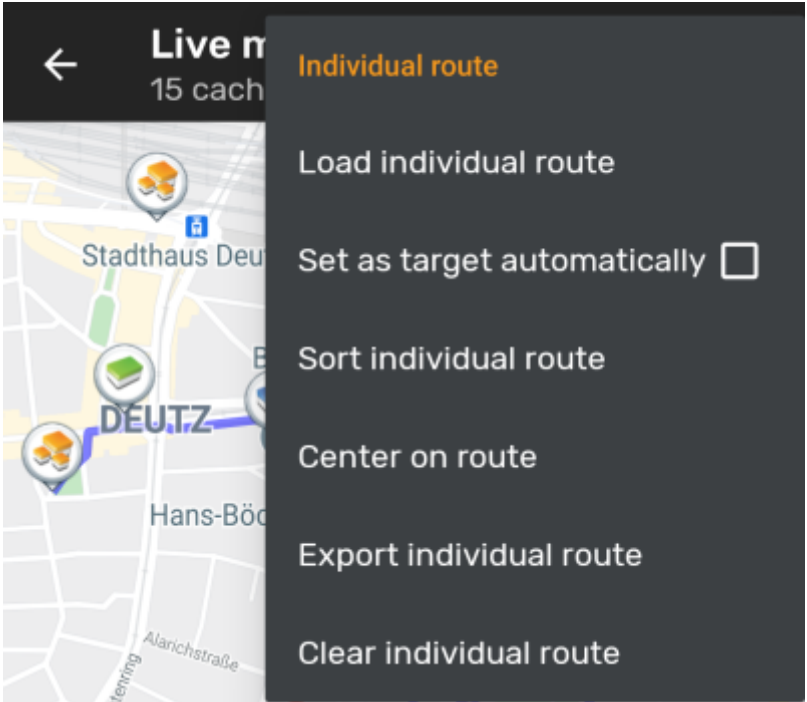 Live m
15 cach
Individual route
Load individual route
Set as target automatically
Sort individual route
Center on route
Export individual route
Clear individual route
Stadthaus Deu
B
DEUTZ
Hans-Böc
Alarichstraße
tenring